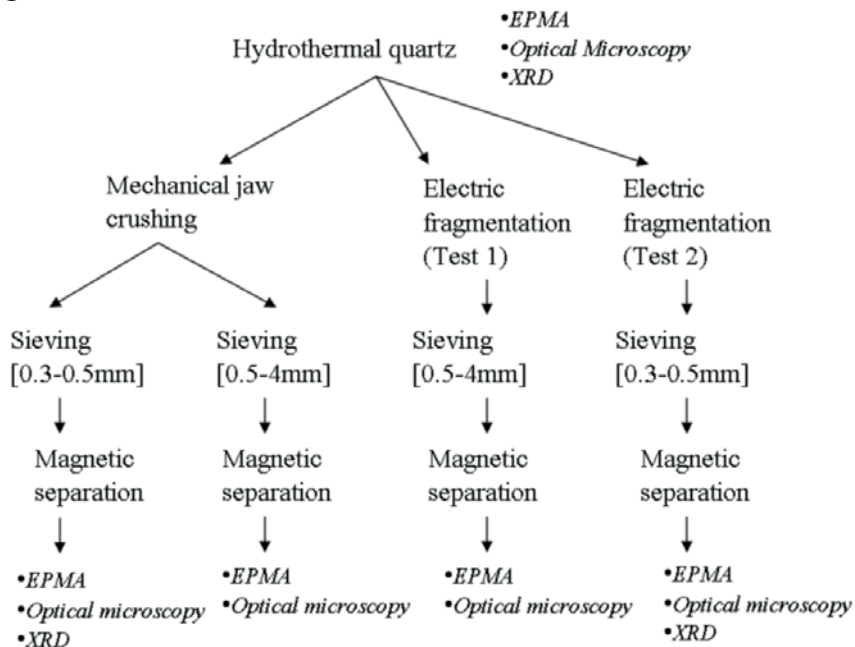 •EPMA
Hydrothermal quartz
•Optical Microscopy
•XRD
Mechanical jaw
crushing
Electric
fragmentation
(Test 1)
Electric
fragmentation
(Test 2)
Sieving
[0.3-0.5mm]
Sieving
[0.5-4mm]
Sieving
[0.5-4mm]
Sieving
[0.3-0.5mm]
Magnetic
separation
Magnetic
separation
Magnetic
separation
Magnetic
separation
•EPMA
•Optical microscopy
•XRD
•EPMA
•Optical microscopy
•EPMA
•Optical microscopy
•EPMA
•Optical microscopy
•XRD